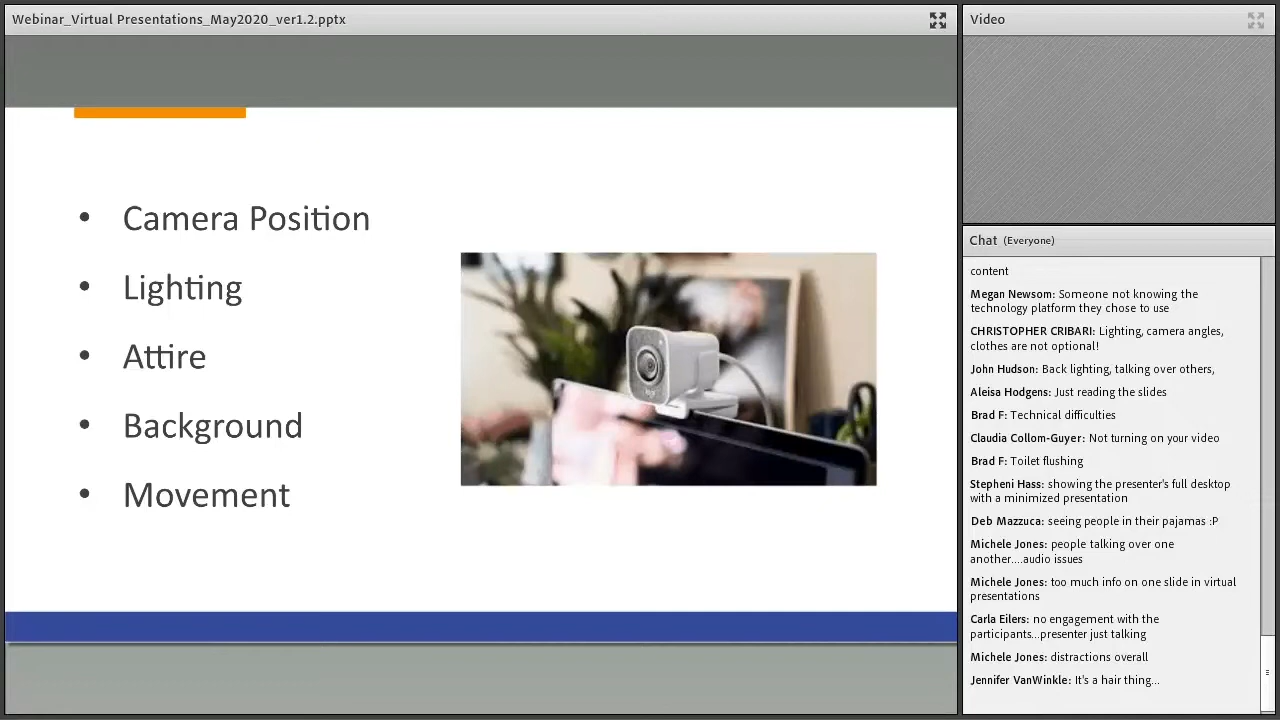 Webinar_Virtual Presentations_May2020_ver1.2.pptx
• Camera Position
• Lighting
• Attire
• Background
• Movement
logi
Video
Chat (Everyone)
content
Megan Newsom: Someone not knowing the
technology platform they chose to use
CHRISTOPHER CRIBARI: Lighting, camera angles,
clothes are not optional!
John Hudson: Back lighting, talking over others,
Aleisa Hodgens: Just reading the slides
Brad F: Technical difficulties
Claudia Collom-Guyer: Not turning on your video
Brad F: Toilet flushing
Stepheni Hass: showing the presenter's full desktop
with a minimized presentation
Deb Mazzuca: seeing people in their pajamas :P
Michele Jones: people talking over one
another....audio issues
Michele Jones: too much info on one slide in virtual
presentations
Carla Eilers: no engagement with the
participants...presenter just talking
Michele Jones: distractions overall
Jennifer VanWinkle: It's a hair thing...